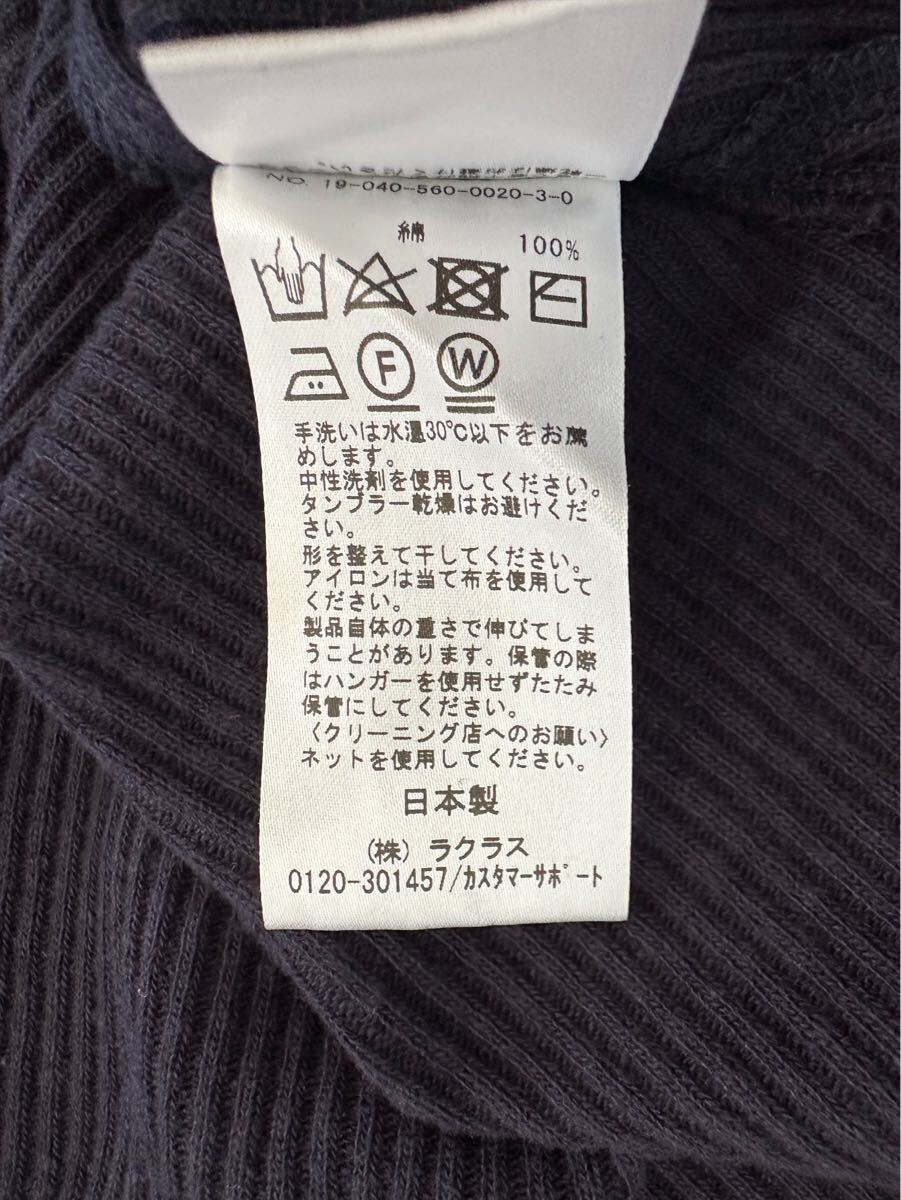 NO. 19-040-560-0020-3-0
綿 100%
F W
手洗いは水温30℃以下をお薦
めします。
中性洗剤を使用してください。
タンブラー乾燥はお避けくだ
さい。
形を整えて干してください。
アイロンは当て布を使用して
ください。
製品自体の重さで伸びてしま
うことがあります。保管の際
はハンガーを使用せずたたみ
保管にしてください。
〈クリーニング店へのお願い〉
ネットを使用してください。
日本製
(株) ラクラス
0120-301457/ｶｽﾀﾏｰｻﾎﾟｰﾄ